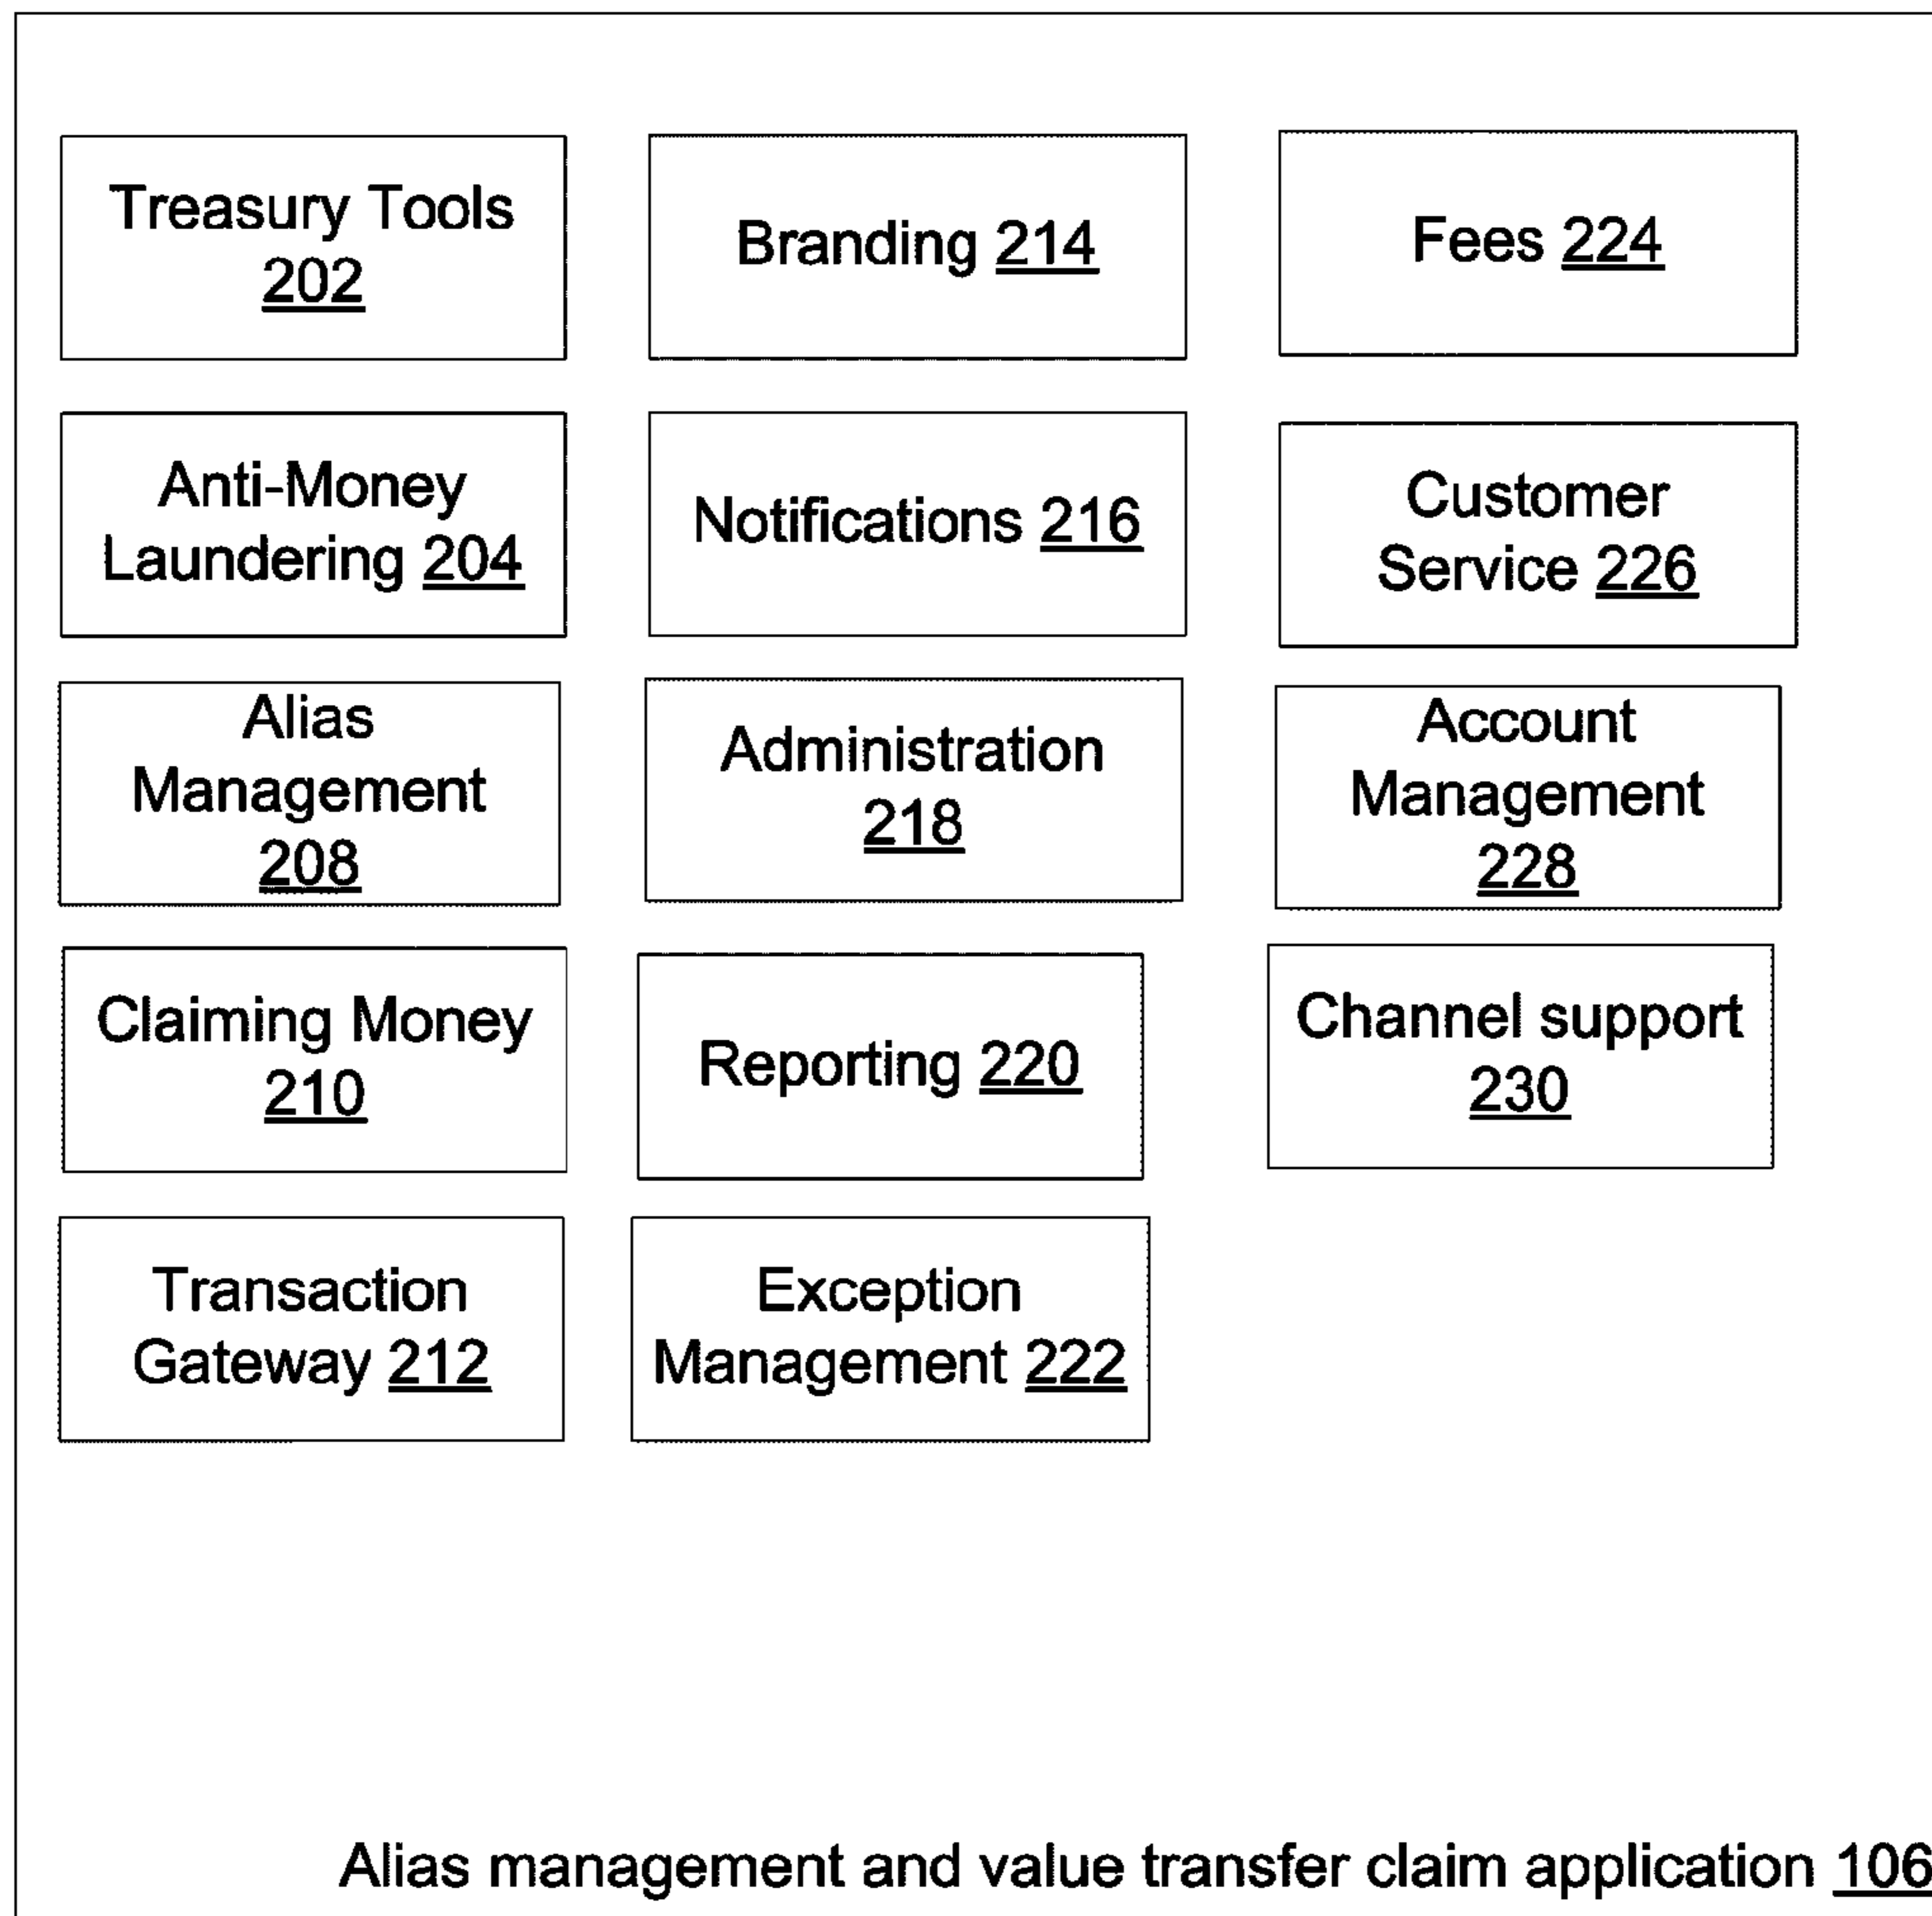 Treasury Tools
202
Branding 214
Fees 224
Anti-Money
Laundering 204
Notifications 216
Customer
Service 226
Alias
Management
208
Administration
218
Account
Management
228
Claiming Money
210
Reporting 220
Channel support
230
Transaction
Gateway 212
Exception
Management 222
Alias management and value transfer claim application 106